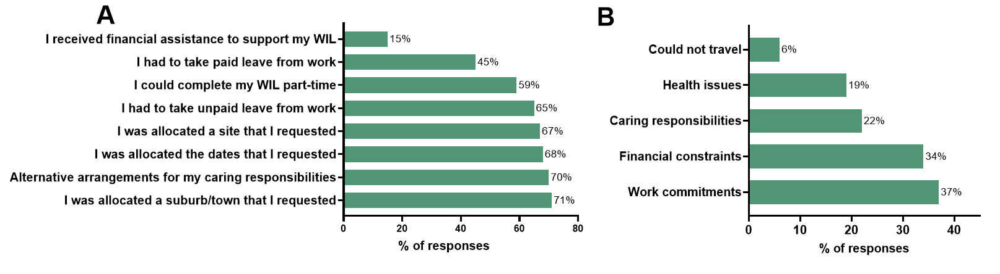 A
I received financial assistance to support my WIL 15%
I had to take paid leave from work 45%
I could complete my WIL part-time 59%
I had to take unpaid leave from work 65%
I was allocated a site that I requested 67%
I was allocated the dates that I requested 68%
Alternative arrangements for my caring responsibilities 70%
I was allocated a suburb/town that I requested 71%
0 20 40 60 80
% of responses
B
Could not travel 6%
Health issues 19%
Caring responsibilities 22%
Financial constraints 34%
Work commitments 37%
0 10 20 30 40
% of responses